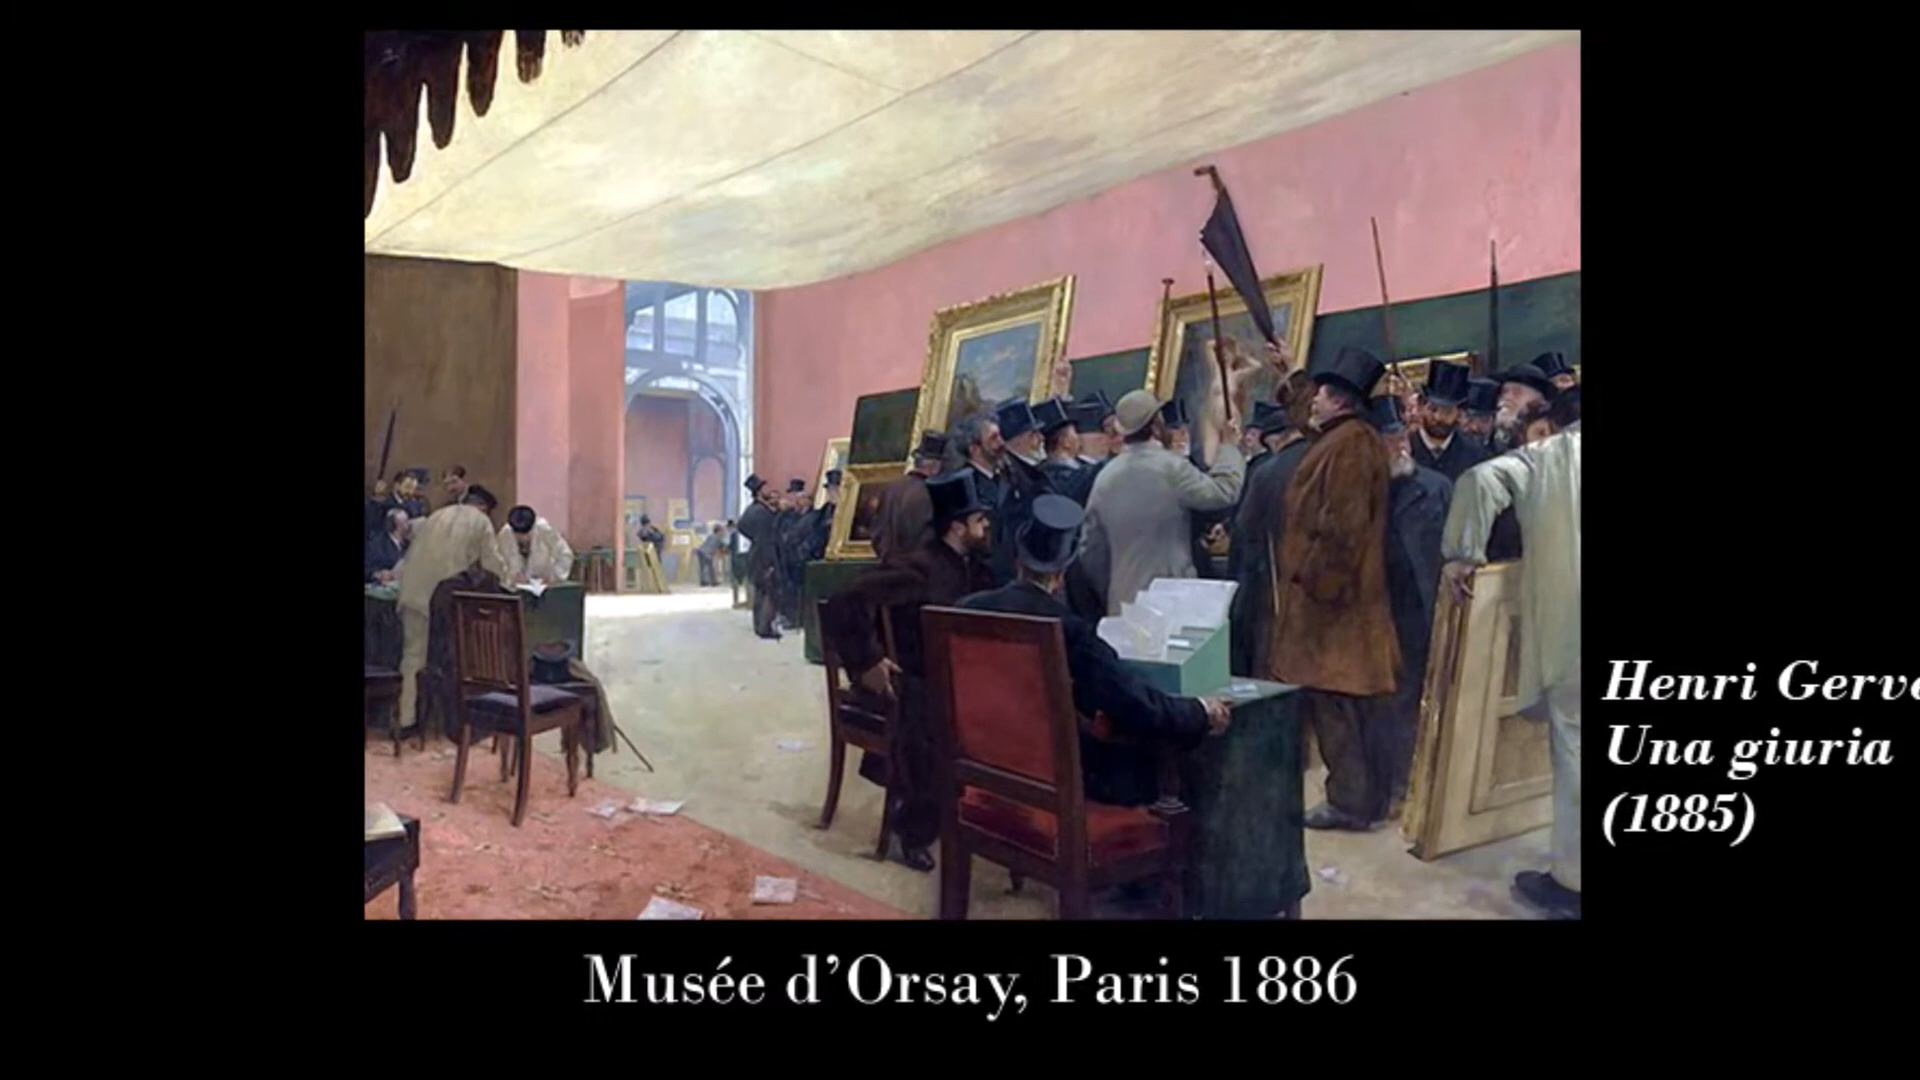 Henri Gerve
Una giuria
(1885)
Musée d’Orsay, Paris 1886